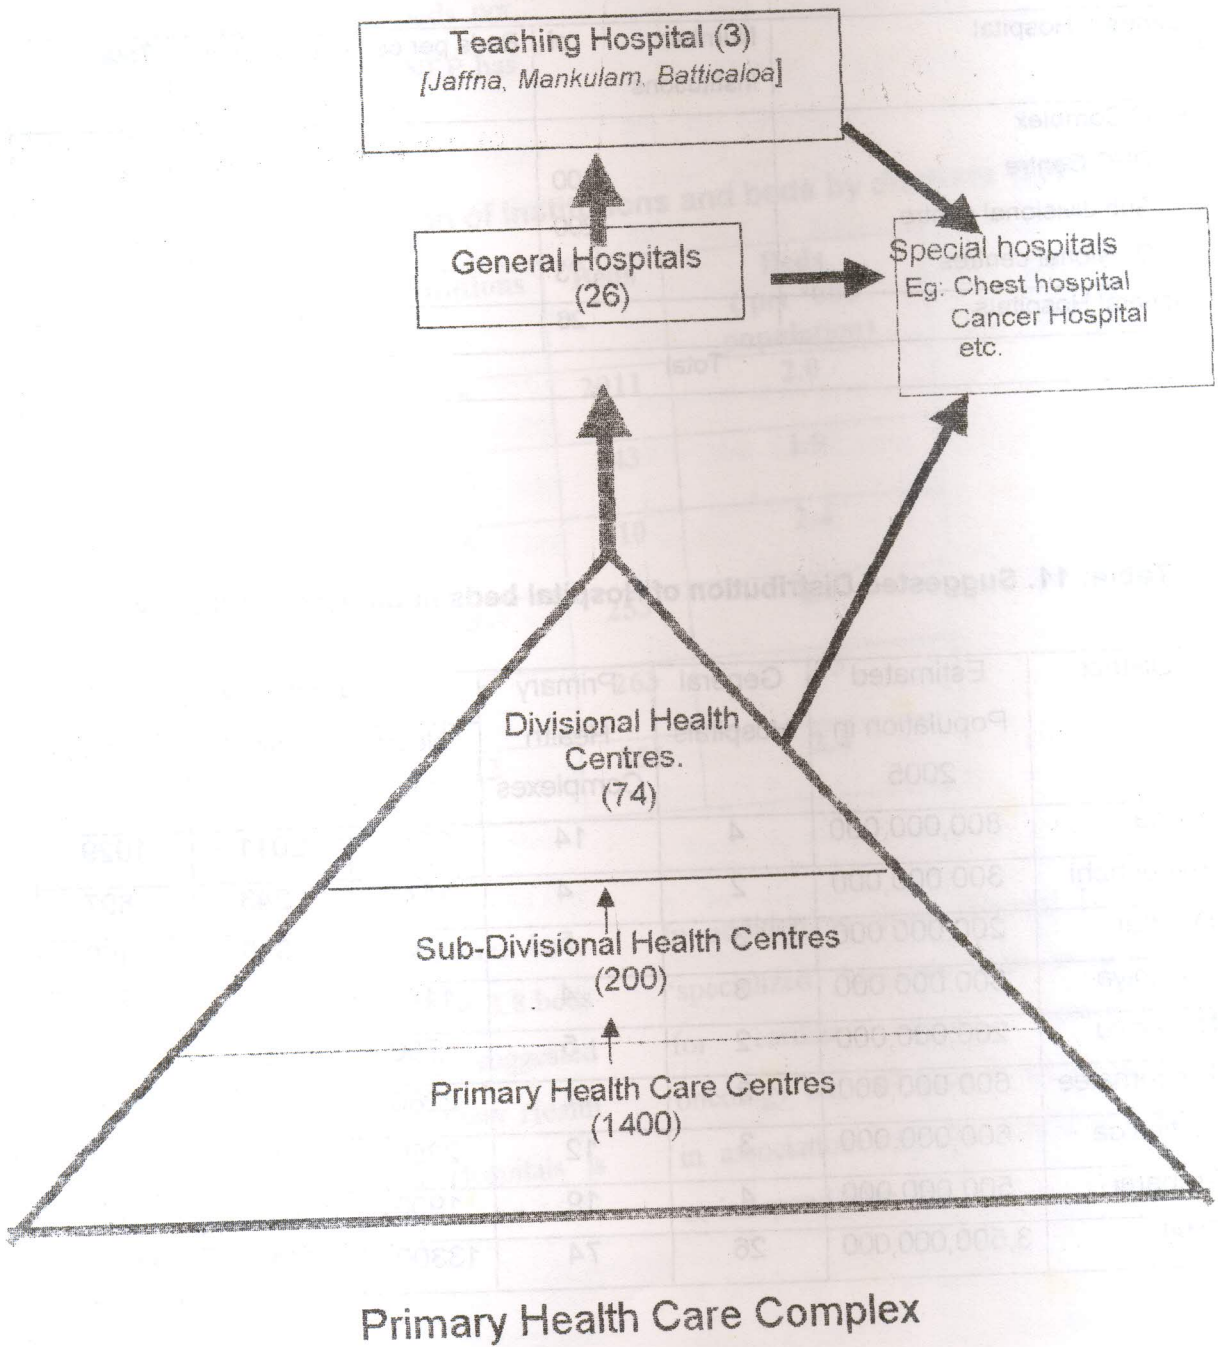 Teaching Hospital (3)
[Jaffna, Mankulam, Batticaloa]
General Hospitals
(26)
Special hospitals
Eg: Chest hospital
Cancer Hospital
etc.
Divisional Health
Centres.
(74)
Sub-Divisional Health Centres
(200)
Primary Health Care Centres
(1400)
Primary Health Care Complex